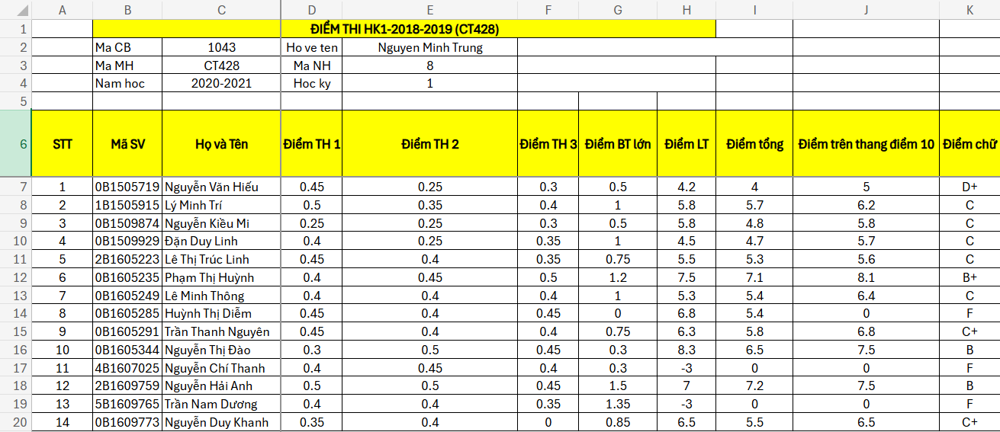 A B C D E F G H I J K
1 ĐIỂM THI HK1-2018-2019 (CT428)
2 Ma CB 1043 Ho ve ten Nguyen Minh Trung
3 Ma MH CT428 Ma NH 8
4 Nam hoc 2020-2021 Hoc ky 1
5
6 STT Mã SV Họ và Tên Điểm TH 1 Điểm TH 2 Điểm TH 3 Điểm BT lớn Điểm LT Điểm tổng Điểm trên thang điểm 10 Điểm chữ
7 1 0B1505719 Nguyễn Văn Hiếu 0.45 0.25 0.3 0.5 4.2 4 5 D+
8 2 1B1505915 Lý Minh Trí 0.5 0.35 0.4 1 5.8 5.7 6.2 C
9 3 0B1509874 Nguyễn Kiều Mi 0.25 0.25 0.3 0.5 5.8 4.8 5.8 C
10 4 0B1509929 Đặn Duy Linh 0.4 0.25 0.35 1 4.5 4.7 5.7 C
11 5 2B1605223 Lê Thị Trúc Linh 0.45 0.4 0.35 0.75 5.5 5.3 5.6 C
12 6 0B1605235 Phạm Thị Huỳnh 0.4 0.45 0.5 1.2 7.5 7.1 8.1 B+
13 7 0B1605249 Lê Minh Thông 0.4 0.4 0.4 1 5.3 5.4 6.4 C
14 8 0B1605285 Huỳnh Thị Diễm 0.45 0.4 0.45 0 6.8 5.4 0 F
15 9 0B1605291 Trần Thanh Nguyên 0.45 0.4 0.4 0.75 6.3 5.8 6.8 C+
16 10 0B1605344 Nguyễn Thị Đào 0.3 0.5 0.45 0.3 8.3 6.5 7.5 B
17 11 4B1607025 Nguyễn Chí Thanh 0.4 0.45 0.4 0.3 -3 0 0 F
18 12 2B1609759 Nguyễn Hải Anh 0.5 0.5 0.45 1.5 7 7.2 7.5 B
19 13 5B1609765 Trần Nam Dương 0.4 0.4 0.35 1.35 -3 0 0 F
20 14 0B1609773 Nguyễn Duy Khanh 0.35 0.4 0 0.85 6.5 5.5 6.5 C+